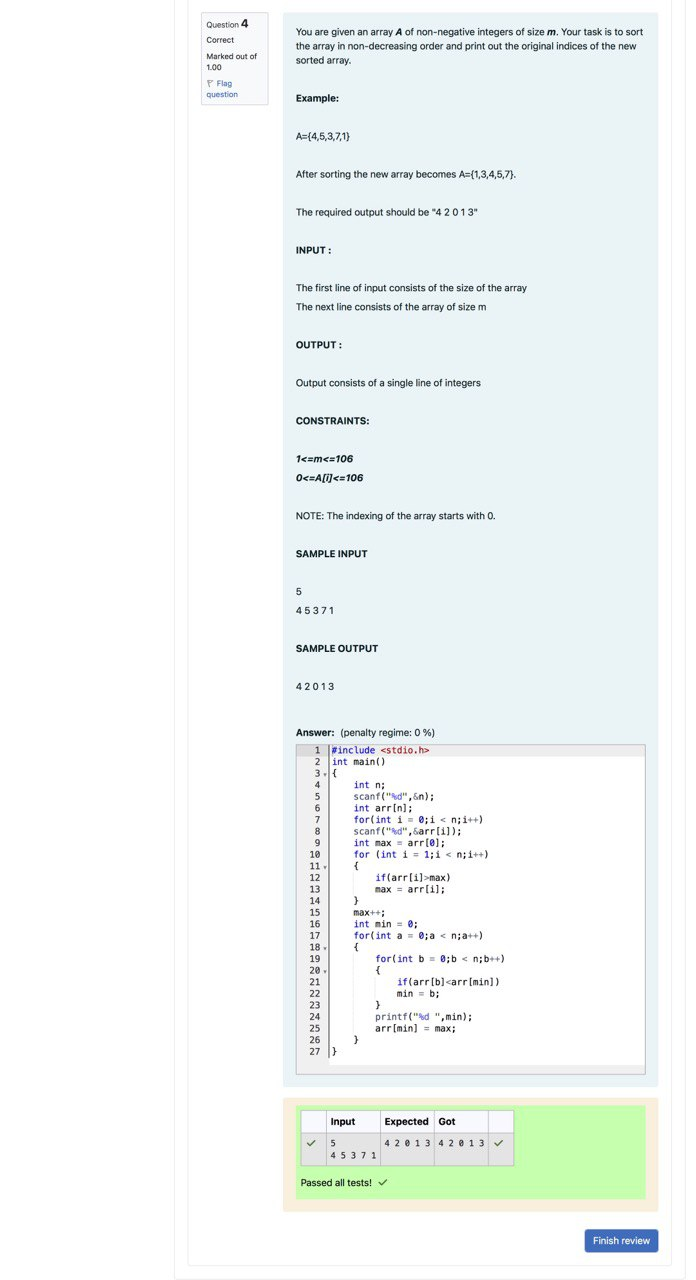 Question 4
Correct
Marked out of
1.00
Flag
question
You are given an array A of non-negative integers of size m. Your task is to sort
the array in non-decreasing order and print out the original indices of the new
sorted array.
Example:
A={4,5,3,7,1}
After sorting the new array becomes A={1,3,4,5,7}.
The required output should be "4 2 0 1 3"
INPUT :
The first line of input consists of the size of the array
The next line consists of the array of size m
OUTPUT :
Output consists of a single line of integers
CONSTRAINTS:
1<=m<=106
0<=A[i]<=106
NOTE: The indexing of the array starts with 0.
SAMPLE INPUT
5
4 5 3 7 1
SAMPLE OUTPUT
4 2 0 1 3
Answer: (penalty regime: 0 %)
1 #include <stdio.h>
2 int main()
3 {
4 int n;
5 scanf("%d",&n);
6 int arr[n];
7 for(int i = 0;i < n;i++)
8 scanf("%d",&arr[i]);
9 int max = arr[0];
10 for (int i = 1;i < n;i++)
11 {
12 if(arr[i]>max)
13 max = arr[i];
14 }
15 max++;
16 int min = 0;
17 for(int a = 0;a < n;a++)
18 {
19 for(int b = 0;b < n;b++)
20 {
21 if(arr[b]<arr[min])
22 min = b;
23 }
24 printf("%d ",min);
25 arr[min] = max;
26 }
27 }
Input Expected Got
5 4 2 0 1 3 4 2 0 1 3
4 5 3 7 1
Passed all tests!
Finish review